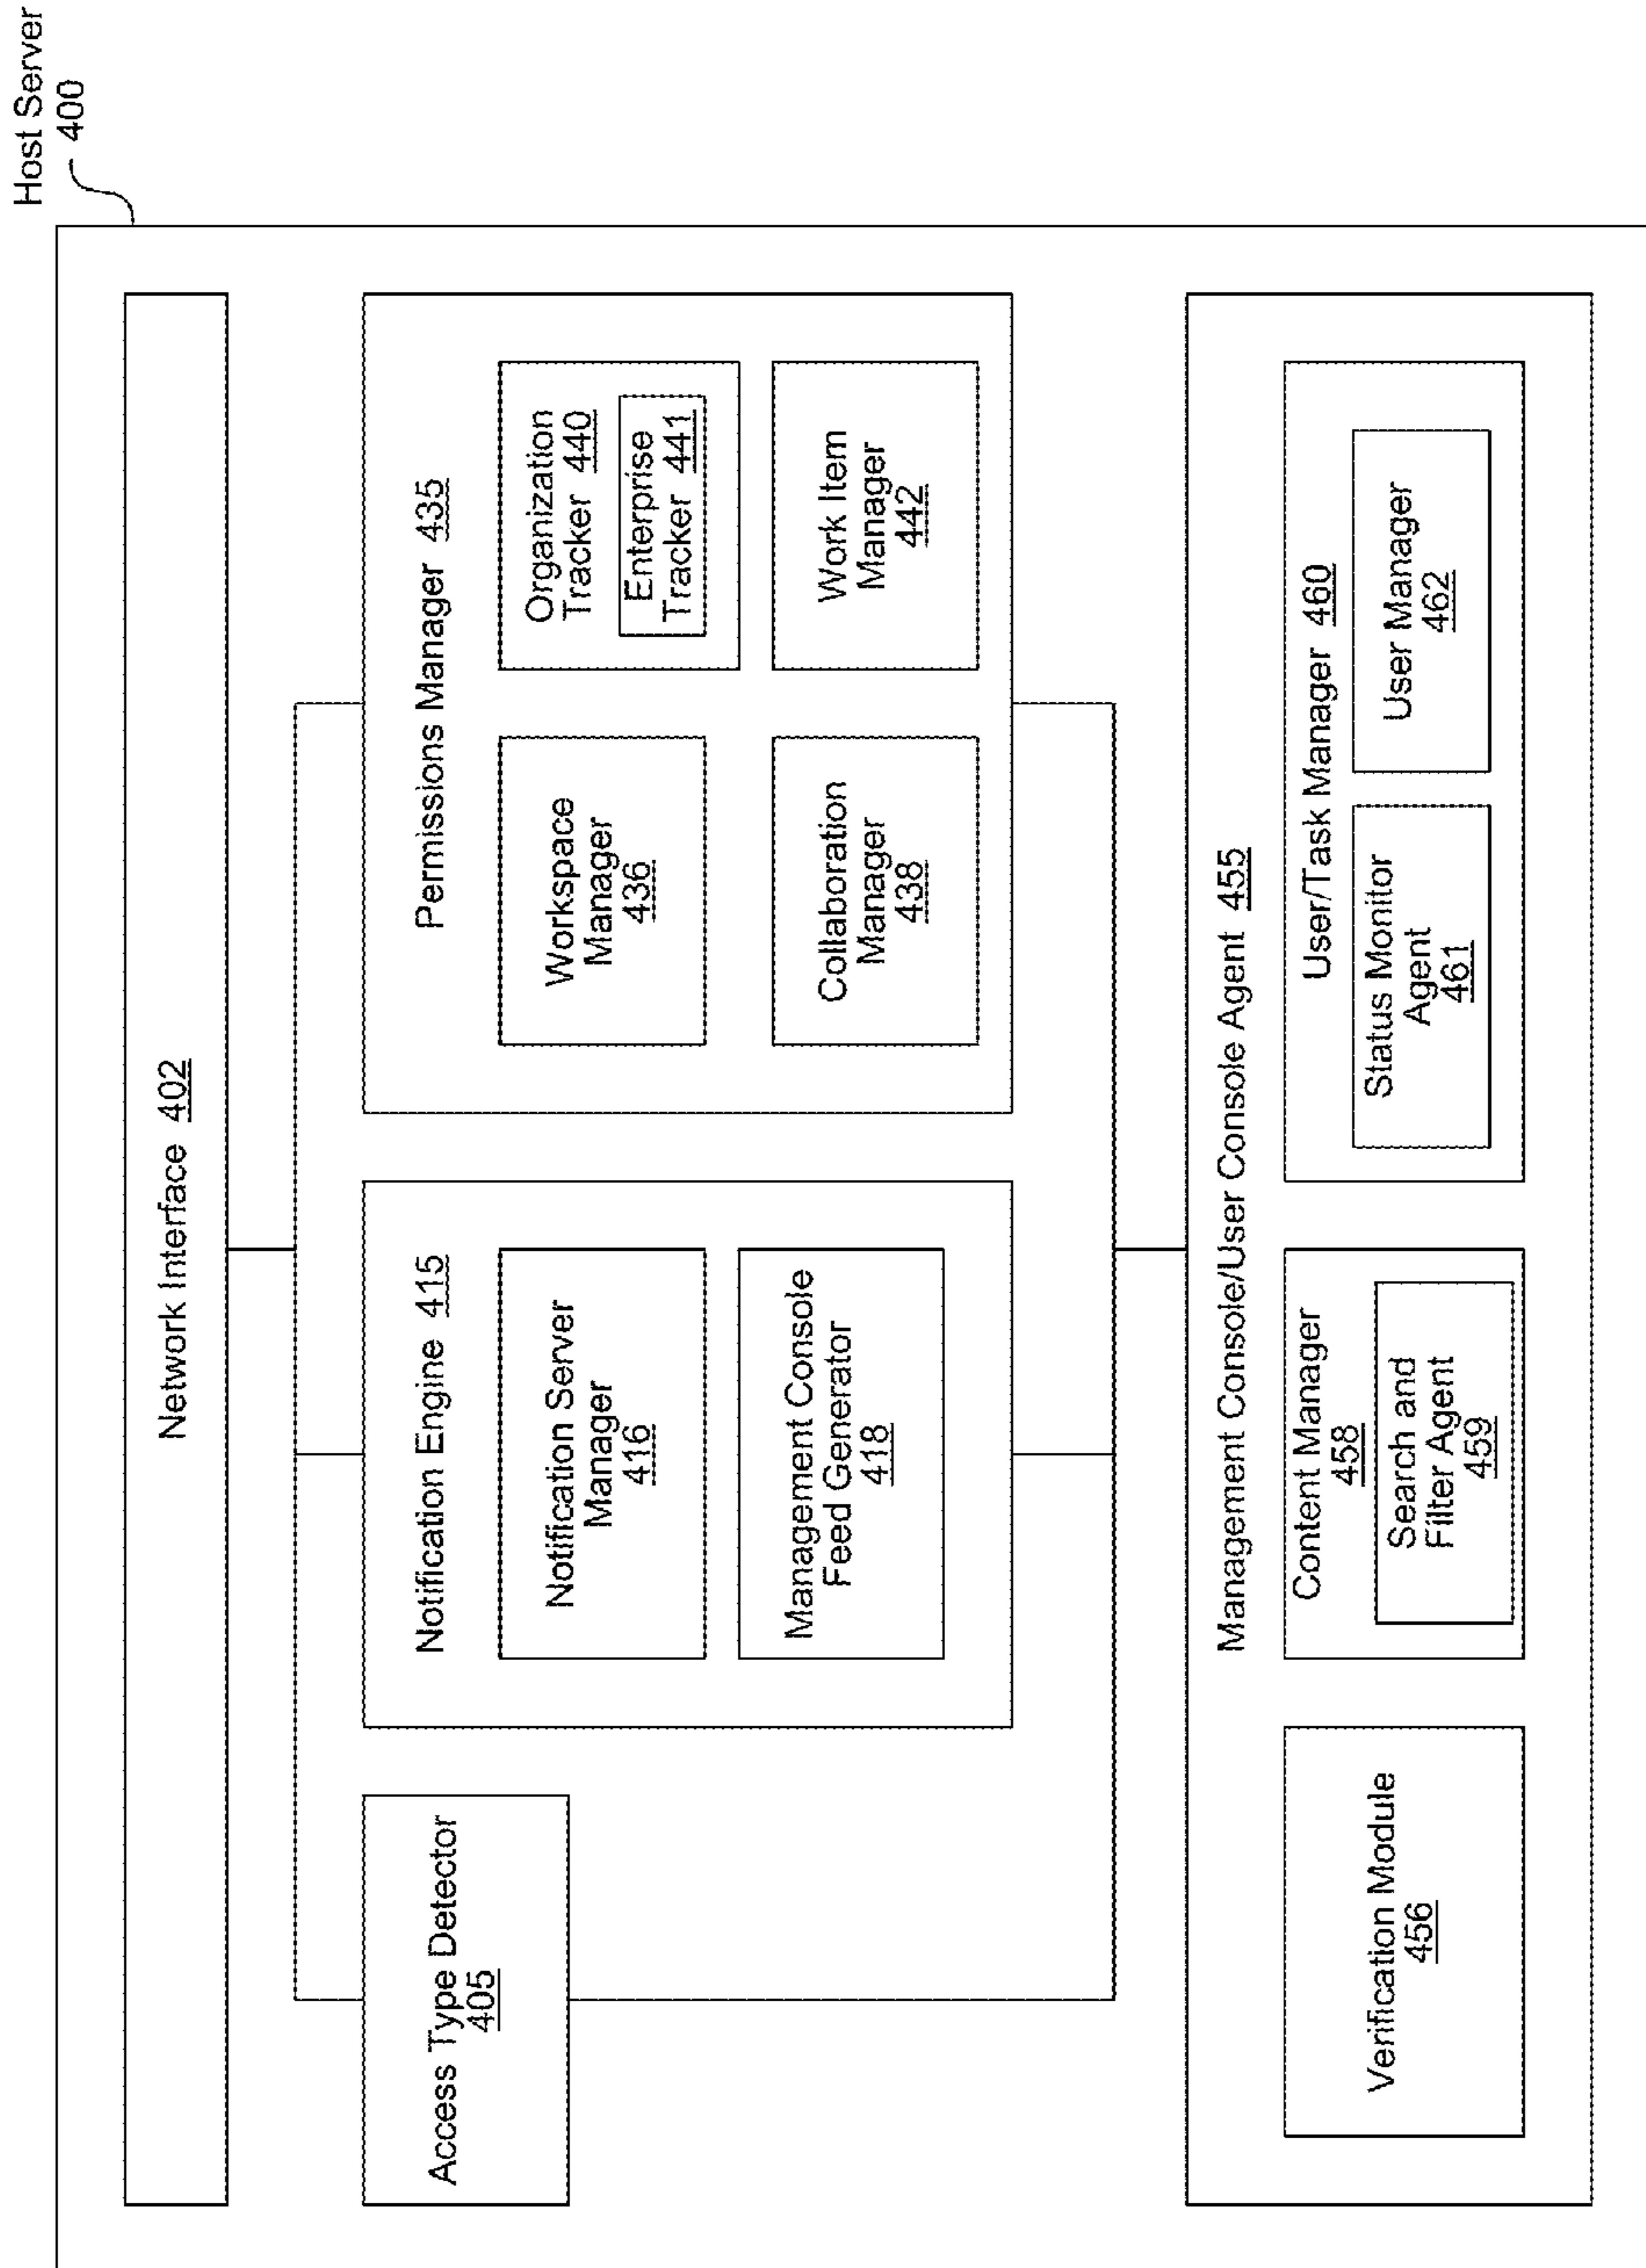 Host Server
400
Network Interface 402
Access Type Detector
405
Notification Engine 415
Notification Server
Manager
416
Management Console
Feed Generator
418
Permissions Manager 435
Workspace
Manager
436
Organization
Tracker 440
Enterprise
Tracker 441
Collaboration
Manager
438
Work Item
Manager
442
Management Console/User Console Agent 455
Verification Module
456
Content Manager
458
Search and
Filter Agent
459
User/Task Manager 460
Status Monitor
Agent
461
User Manager
462